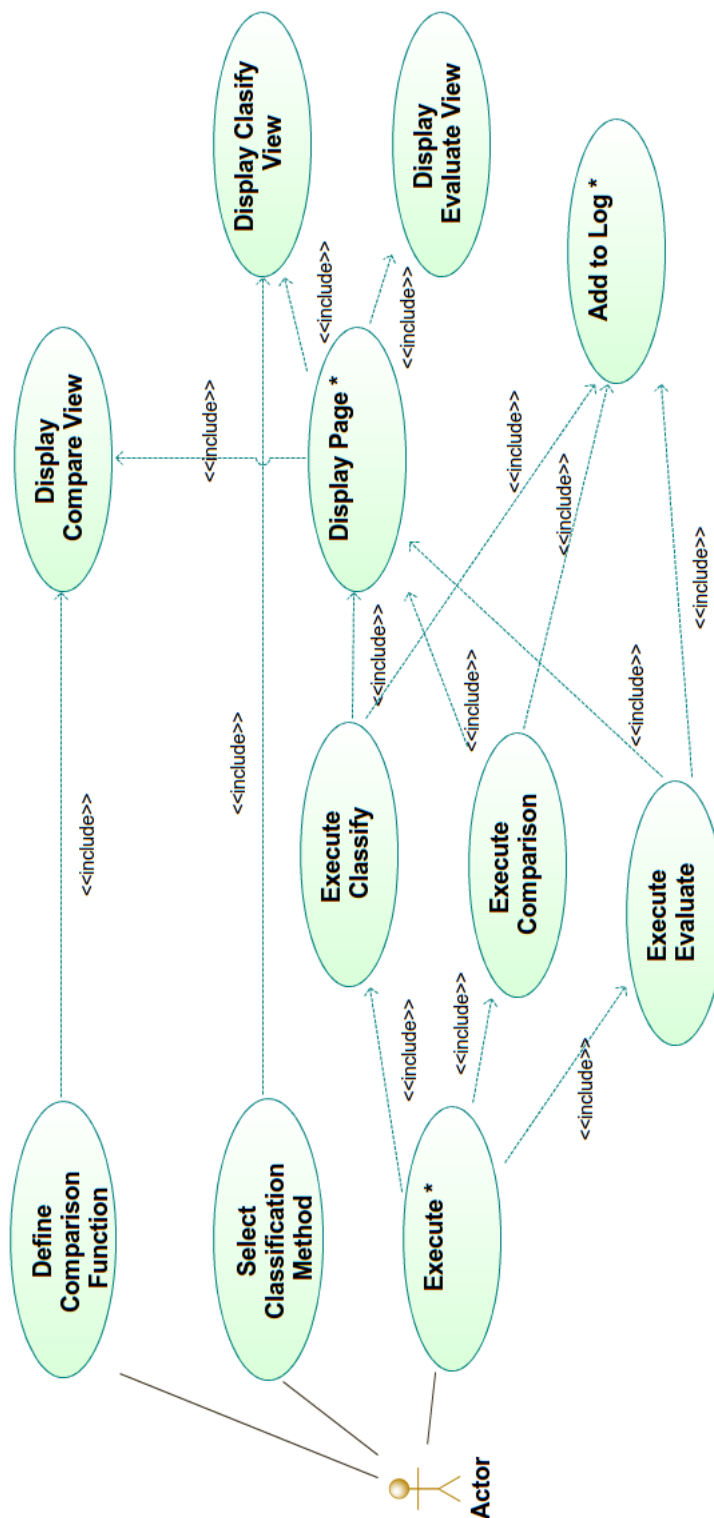 Define
Comparison
Function
<<include>>
Display
Compare View
<<include>>
Select
Classification
Method
<<include>>
Display Clasify
View
<<include>>
Execute
Classify
<<include>>
Display Page *
<<include>>
Display
Evaluate View
Actor
Execute *
<<include>>
<<include>>
<<include>>
Execute
Comparison
<<include>>
<<include>>
<<include>>
Add to Log *
Execute
Evaluate
<<include>>
<<include>>